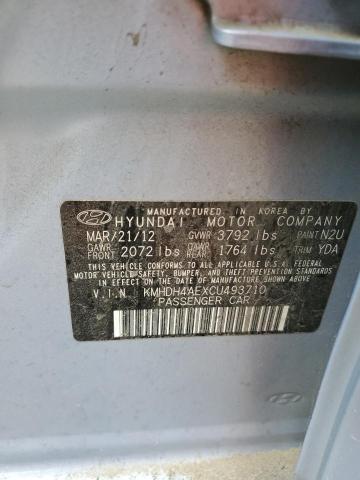 MANUFACTURED IN KOREA BY
HYUNDAI MOTOR COMPANY
MAR/21/12 GVWR 3792 lbs PAINT N2U
GAWR FRONT 2072 lbs GAWR REAR 1764 lbs TRIM YDA
THIS VEHICLE CONFORMS TO ALL APPLICABLE U.S FEDERAL
MOTOR VEHICLE SAFETY, BUMPER, AND THEFT PREVENTION
STANDARDS IN EFFECT ON THE DATE OF MANUFACTURE SHOWN ABOVE.
V.I.N KMHDH4AEXCU493710
PASSENGER CAR